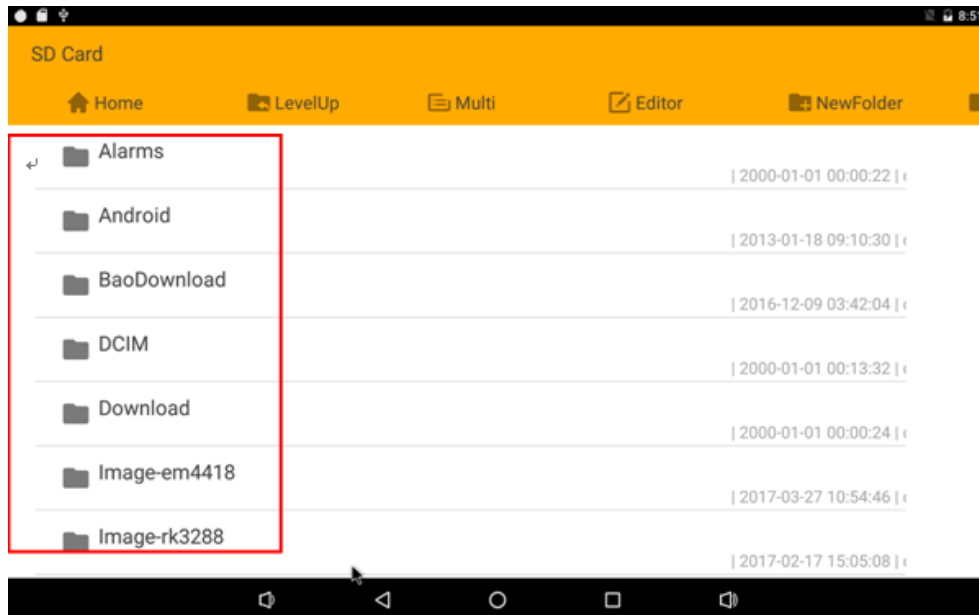 8:5
SD Card
Home LevelUp Multi Editor NewFolder
Alarms
| 2000-01-01 00:00:22 |
Android
| 2013-01-18 09:10:30 |
BaoDownload
| 2016-12-09 03:42:04 |
DCIM
| 2000-01-01 00:13:32 |
Download
| 2000-01-01 00:00:24 |
Image-em4418
| 2017-03-27 10:54:46 |
Image-rk3288
| 2017-02-17 15:05:08 |